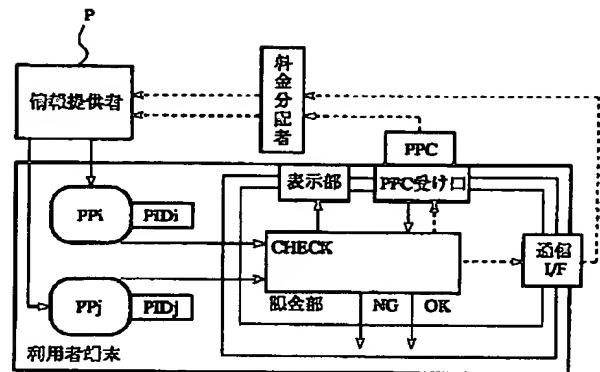 P
情報提供者
料金分配者
PPC
表示部
PPC受け口
PPi
PIDi
CHECK
通信
I/F
PPj
PIDj
照合部
NG
OK
利用者端末